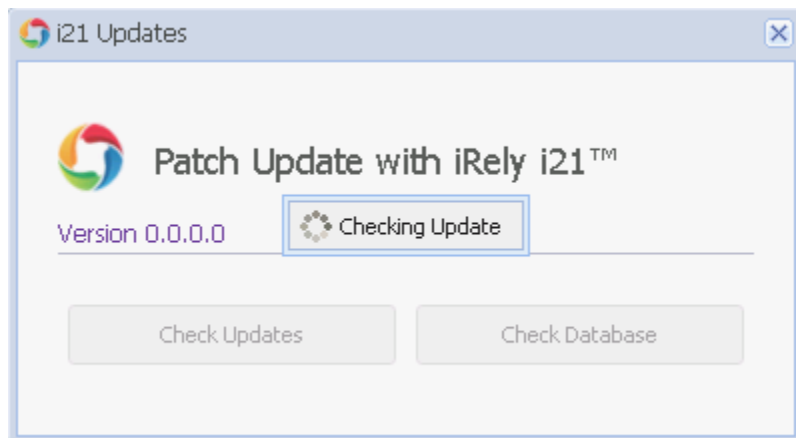 i21 Updates
Patch Update with iRely i21™
Version 0.0.0.0
Checking Update
Check Updates
Check Database